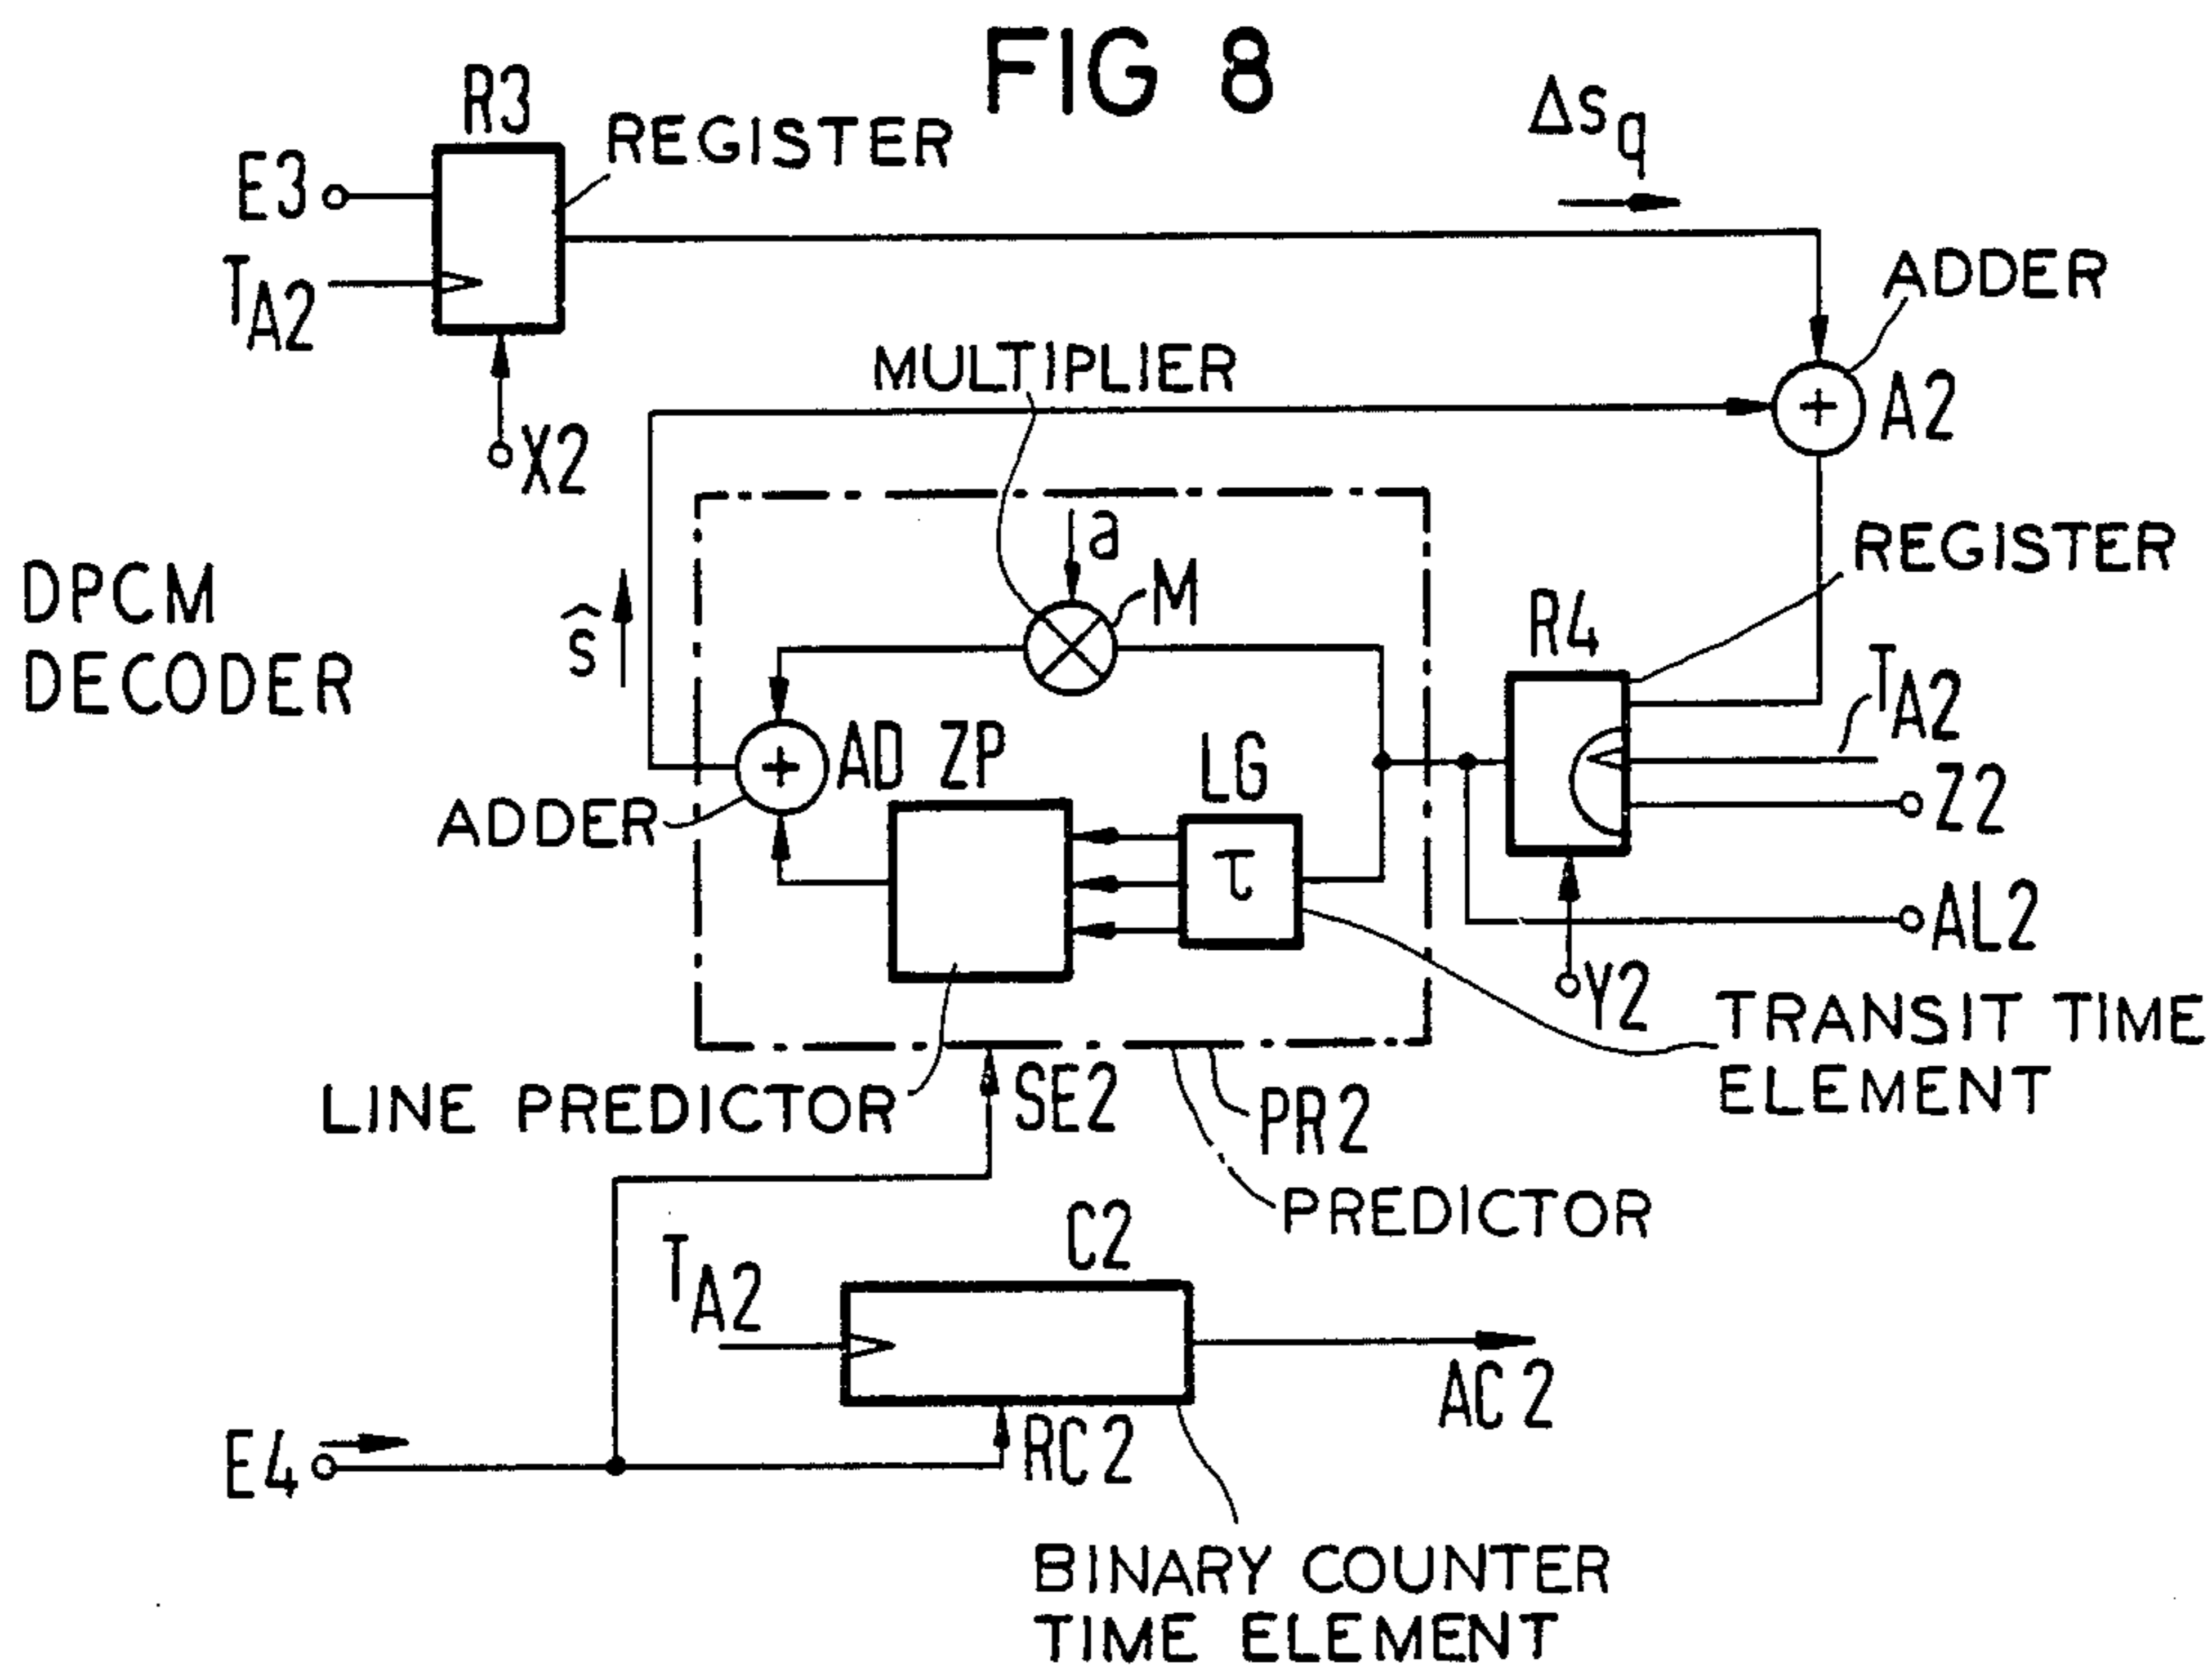 FIG 8
R3
REGISTER
Δsq
E3
TA2
ADDER
MULTIPLIER
+
A2
X2
a
REGISTER
DPCM
DECODER
ŝ
M
R4
TA2
+
AD
ZP
LG
Z2
ADDER
τ
AL2
Y2
TRANSIT TIME
ELEMENT
LINE PREDICTOR
SE2
PR2
PREDICTOR
C2
TA2
AC2
E4
RC2
BINARY COUNTER
TIME ELEMENT